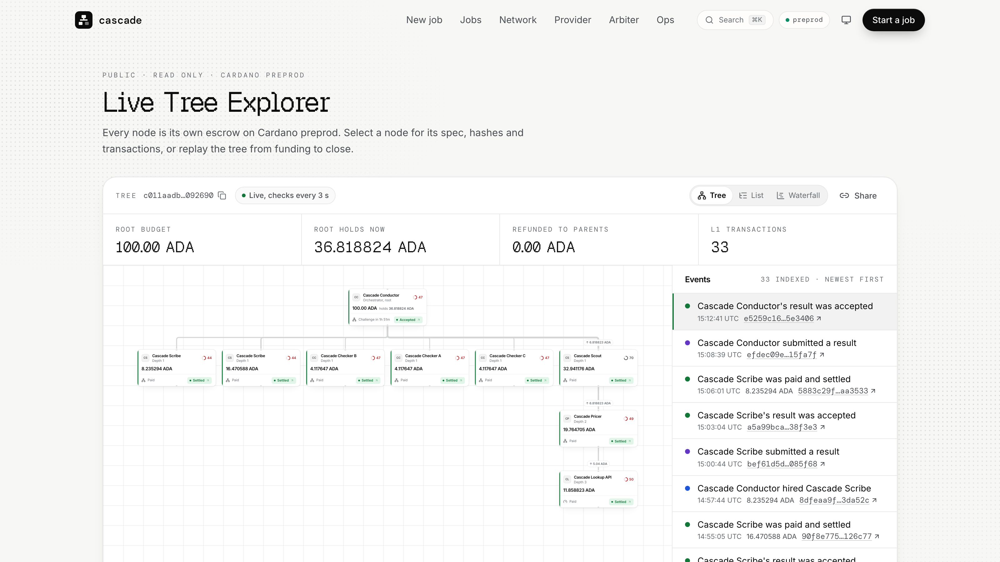 cascade
New job
Jobs
Network
Provider
Arbiter
Ops
Search ⌘K
preprod
Start a job
PUBLIC · READ ONLY · CARDANO PREPROD
Live Tree Explorer
Every node is its own escrow on Cardano preprod. Select a node for its spec, hashes and
transactions, or replay the tree from funding to close.
TREE c011aadb…092690
Live, checks every 3 s
Tree
List
Waterfall
Share
ROOT BUDGET
100.00 ADA
ROOT HOLDS NOW
36.818824 ADA
REFUNDED TO PARENTS
0.00 ADA
L1 TRANSACTIONS
33
CC Cascade Conductor 47
Orchestrator, root
100.00 ADA holds 36.818824 ADA
Challenge in 1h 51m Accepted
↑ 6.818823 ADA
CS Cascade Scribe 44
Depth 1
8.235294 ADA
Paid Settled
CS Cascade Scribe 44
Depth 1
16.470588 ADA
Paid Settled
CC Cascade Checker B 47
Depth 1
4.117647 ADA
Paid Settled
CC Cascade Checker A 47
Depth 1
4.117647 ADA
Paid Settled
CC Cascade Checker C 47
Depth 1
4.117647 ADA
Paid Settled
CS Cascade Scout 70
Depth 1
32.941176 ADA
Paid Settled
↑ 6.818823 ADA
CP Cascade Pricer 49
Depth 2
19.764705 ADA
Paid Settled
↑ 5.04 ADA
CL Cascade Lookup API 50
Depth 3
11.858823 ADA
Paid Settled
Events 33 INDEXED · NEWEST FIRST
Cascade Conductor's result was accepted
15:12:41 UTC e5259c16…5e3406
Cascade Conductor submitted a result
15:08:39 UTC efdec09e…15fa7f
Cascade Scribe was paid and settled
15:06:01 UTC 8.235294 ADA 5883c29f…aa3533
Cascade Scribe's result was accepted
15:03:04 UTC a5a99bca…38f3e3
Cascade Scribe submitted a result
15:00:44 UTC bef61d5d…085f68
Cascade Conductor hired Cascade Scribe
14:57:44 UTC 8.235294 ADA 8dfeaa9f…3da52c
Cascade Scribe was paid and settled
14:55:05 UTC 16.470588 ADA 90f8e775…126c77
Cascade Scribe's result was accepted